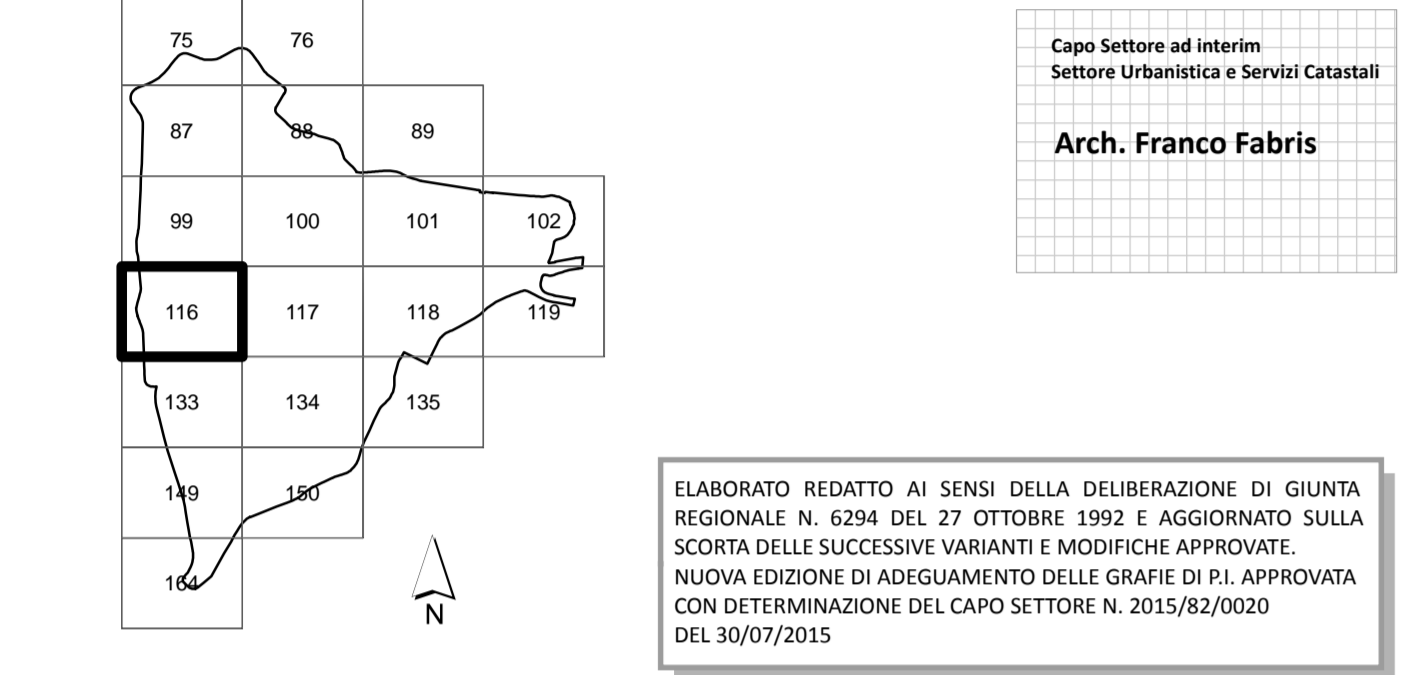 75 76
87 88 89
99 100 101 102
116 117 118 119
133 134 135
149 150
164
N
Capo Settore ad interim
Settore Urbanistica e Servizi Catastali
Arch. Franco Fabris
ELABORATO REDATTO AI SENSI DELLA DELIBERAZIONE DI GIUNTA
REGIONALE N. 6294 DEL 27 OTTOBRE 1992 E AGGIORNATO SULLA
SCORTA DELLE SUCCESSIVE VARIANTI E MODIFICHE APPROVATE.
NUOVA EDIZIONE DI ADEGUAMENTO DELLE GRAFIE DI P.I. APPROVATA
CON DETERMINAZIONE DEL CAPO SETTORE N. 2015/82/0020
DEL 30/07/2015